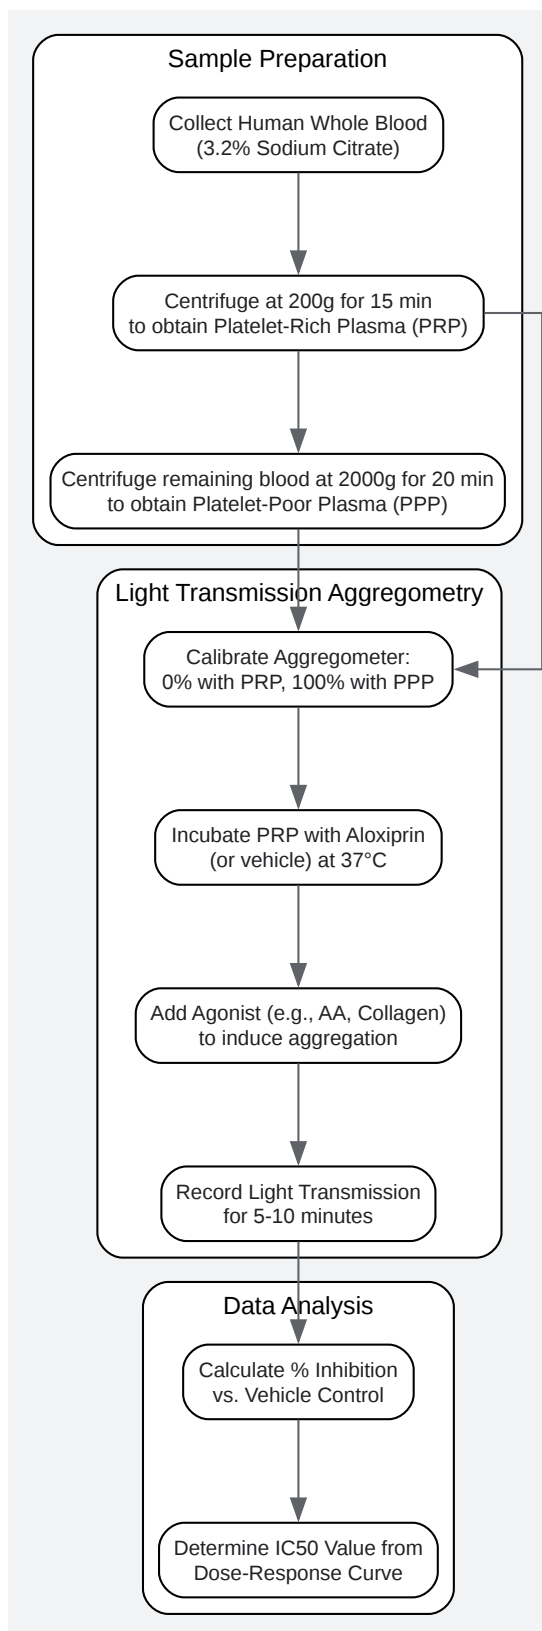 Sample Preparation
Collect Human Whole Blood
(3.2% Sodium Citrate)
Centrifuge at 200g for 15 min
to obtain Platelet-Rich Plasma (PRP)
Centrifuge remaining blood at 2000g for 20 min
to obtain Platelet-Poor Plasma (PPP)
Light Transmission Aggregometry
Calibrate Aggregometer:
0% with PRP, 100% with PPP
Incubate PRP with Aloxiprin
(or vehicle) at 37°C
Add Agonist (e.g., AA, Collagen)
to induce aggregation
Record Light Transmission
for 5-10 minutes
Data Analysis
Calculate % Inhibition
vs. Vehicle Control
Determine IC50 Value from
Dose-Response Curve